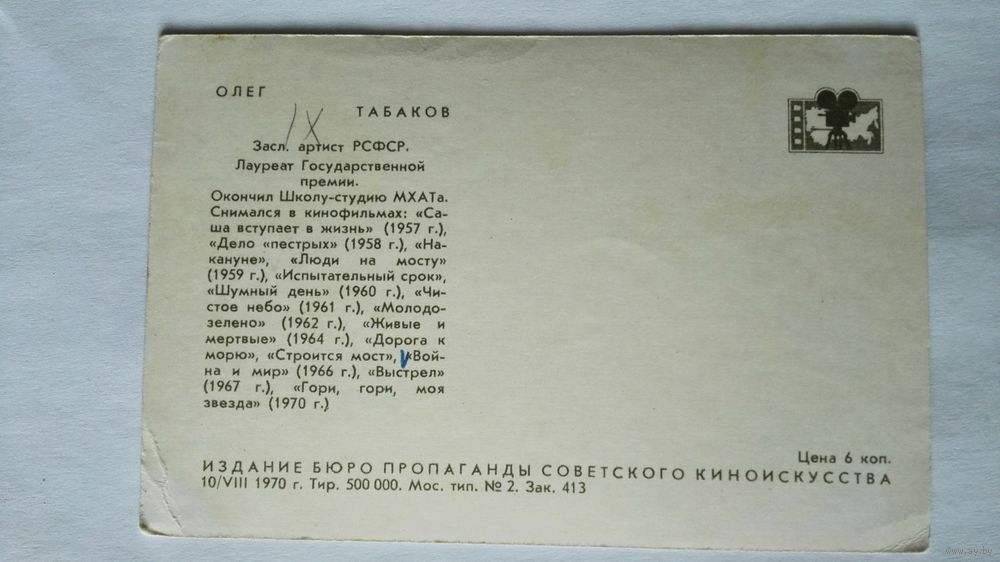 ОЛЕГ
ТАБАКОВ
IX
Засл. артист РСФСР.
Лауреат Государственной
премии.
Окончил Школу-студию МХАТа.
Снимался в кинофильмах: «Са-
ша вступает в жизнь» (1957 г.),
«Дело «пестрых» (1958 г.), «На-
кануне», «Люди на мосту»
(1959 г.), «Испытательный срок»,
«Шумный день» (1960 г.), «Чи-
стое небо» (1961 г.), «Молодо-
зелено» (1962 г.), «Живые и
мертвые» (1964 г.), «Дорога к
морю», «Строится мост», «Вой-
на и мир» (1966 г.), «Выстрел»
(1967 г.), «Гори, гори, моя
звезда» (1970 г.)
Цена 6 коп.
ИЗДАНИЕ БЮРО ПРОПАГАНДЫ СОВЕТСКОГО КИНОИСКУССТВА
10/VIII 1970 г. Тир. 500 000. Мос. тип. № 2. Зак. 413
www.ay.by